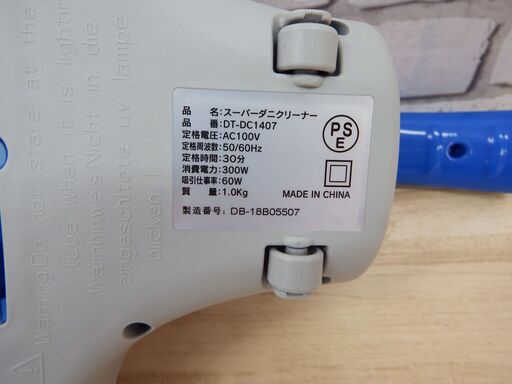 品　名：スーパーダニクリーナー
品　番：DT-DC1407
定格電圧：AC100V
定格周波数：50/60Hz
定格時間：30分
消費電力：300W
吸引仕事率：60W
質　量：1.0Kg
製造番号：DB-18B05507
PS
E
MADE IN CHINA
Warning:Do no
stare at the
tube when it is lightin
Warnhinweis:Nicht in die
eingeschaltete uv lampe
blicken!